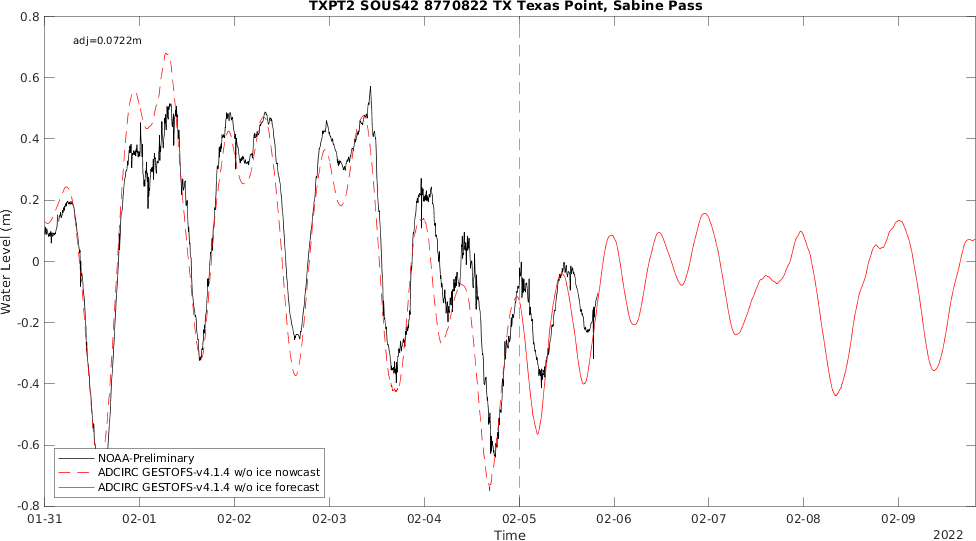 TXPT2 SOUS42 8770822 TX Texas Point, Sabine Pass
adj=0.0722m
0.8
0.6
0.4
0.2
0
-0.2
-0.4
-0.6
-0.8
Water Level (m)
NOAA-Preliminary
ADCIRC GESTOFS-v4.1.4 w/o ice nowcast
ADCIRC GESTOFS-v4.1.4 w/o ice forecast
01-31 02-01 02-02 02-03 02-04 02-05 02-06 02-07 02-08 02-09
Time
2022